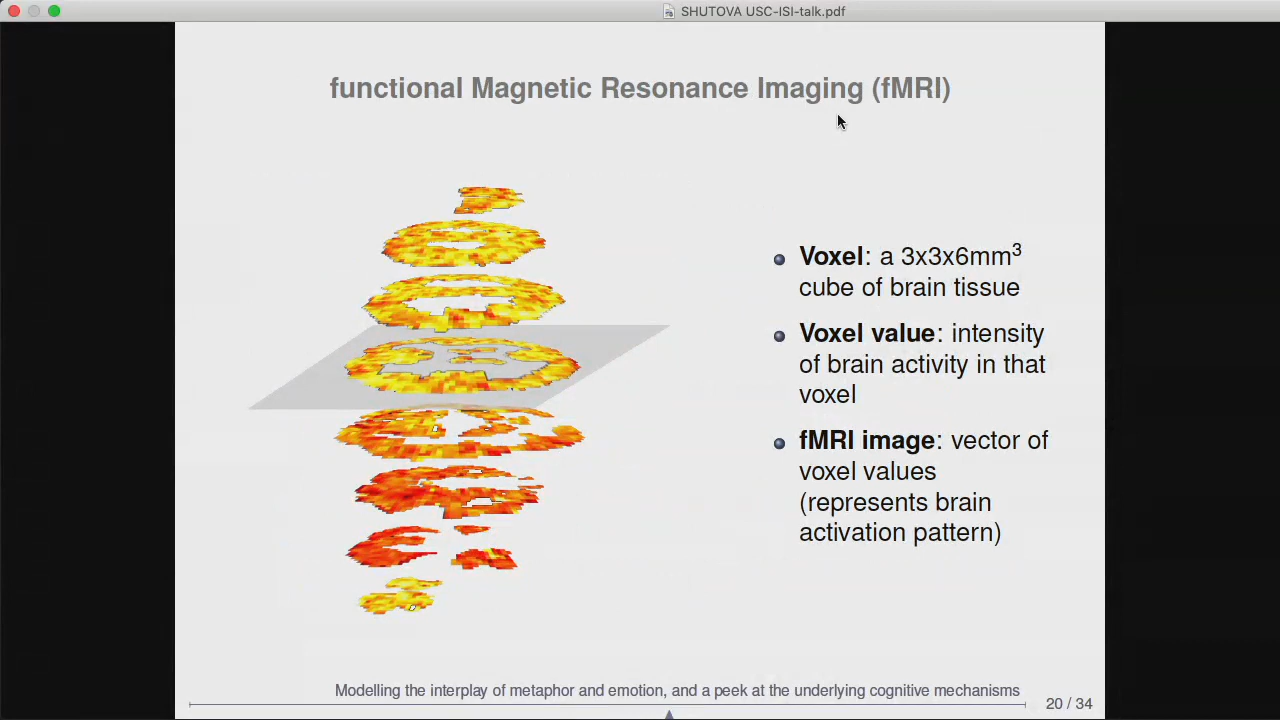 SHUTOVA USC-ISI-talk.pdf
functional Magnetic Resonance Imaging (fMRI)
Voxel: a 3x3x6mm³
cube of brain tissue
Voxel value: intensity
of brain activity in that
voxel
fMRI image: vector of
voxel values
(represents brain
activation pattern)
Modelling the interplay of metaphor and emotion, and a peek at the underlying cognitive mechanisms
20 / 34